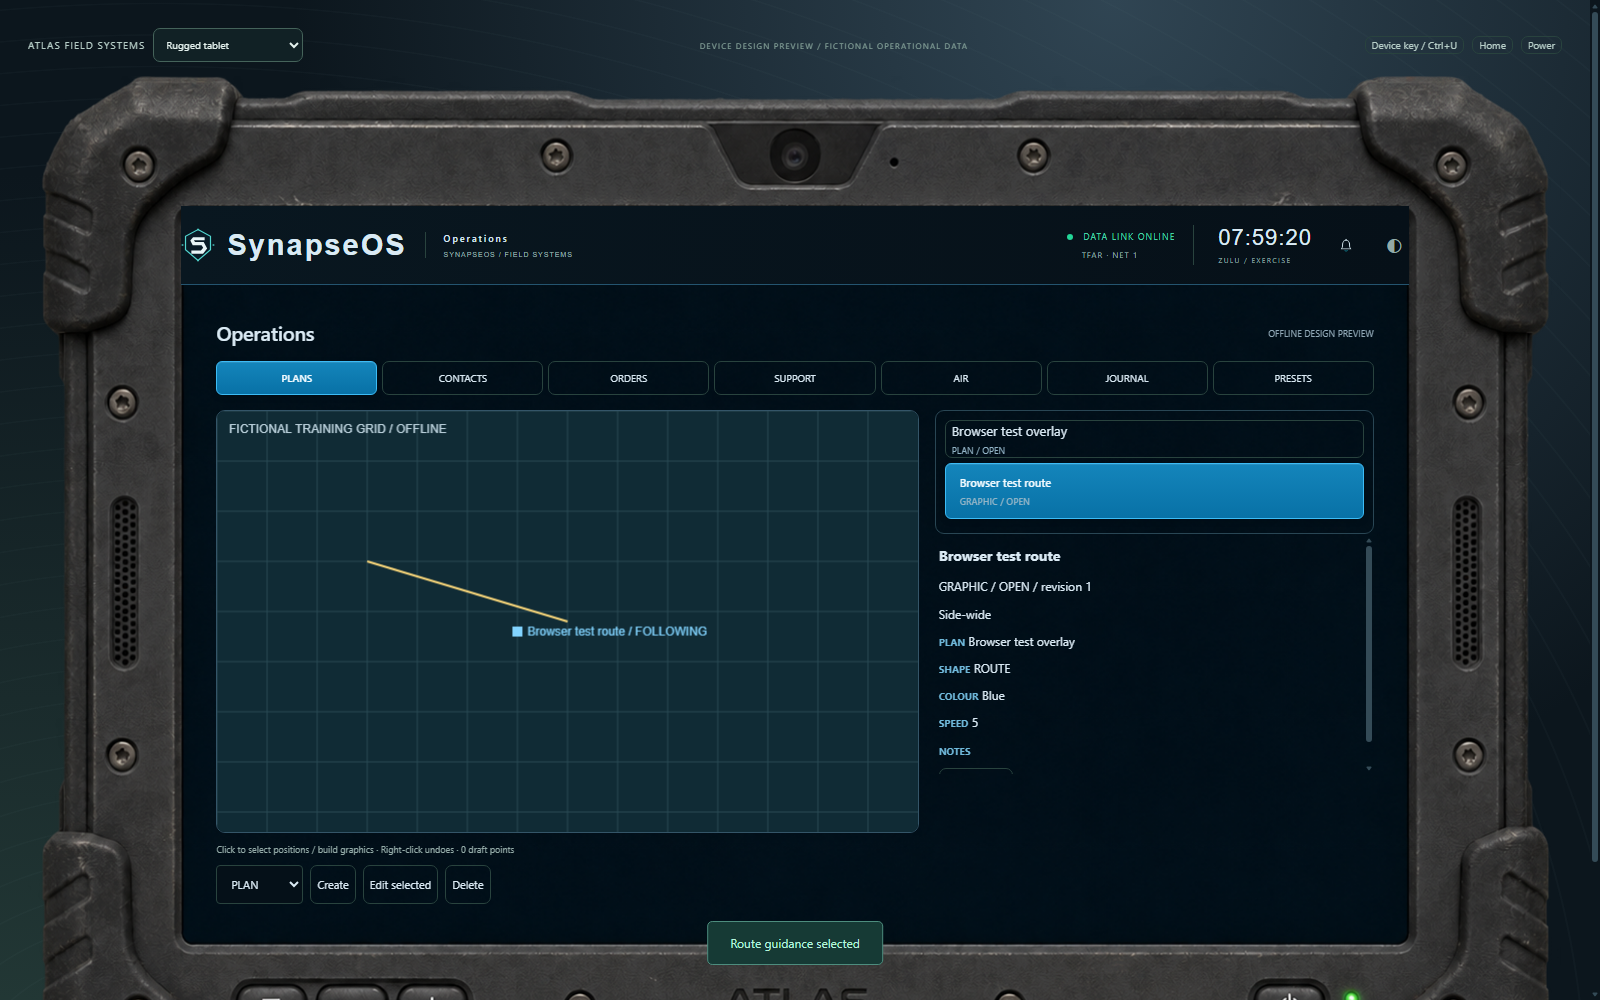 ATLAS FIELD SYSTEMS
Rugged tablet
DEVICE DESIGN PREVIEW / FICTIONAL OPERATIONAL DATA
Device key / Ctrl+U
Home
Power
S SynapseOS
Operations
SYNAPSEOS / FIELD SYSTEMS
DATA LINK ONLINE
TFAR · NET 1
07:59:20
ZULU / EXERCISE
Operations
OFFLINE DESIGN PREVIEW
PLANS
CONTACTS
ORDERS
SUPPORT
AIR
JOURNAL
PRESETS
FICTIONAL TRAINING GRID / OFFLINE
Browser test route / FOLLOWING
Browser test overlay
PLAN / OPEN
Browser test route
GRAPHIC / OPEN
Browser test route
GRAPHIC / OPEN / revision 1
Side-wide
PLAN Browser test overlay
SHAPE ROUTE
COLOUR Blue
SPEED 5
NOTES
Click to select positions / build graphics · Right-click undoes · 0 draft points
PLAN
Create
Edit selected
Delete
Route guidance selected
ATLAS